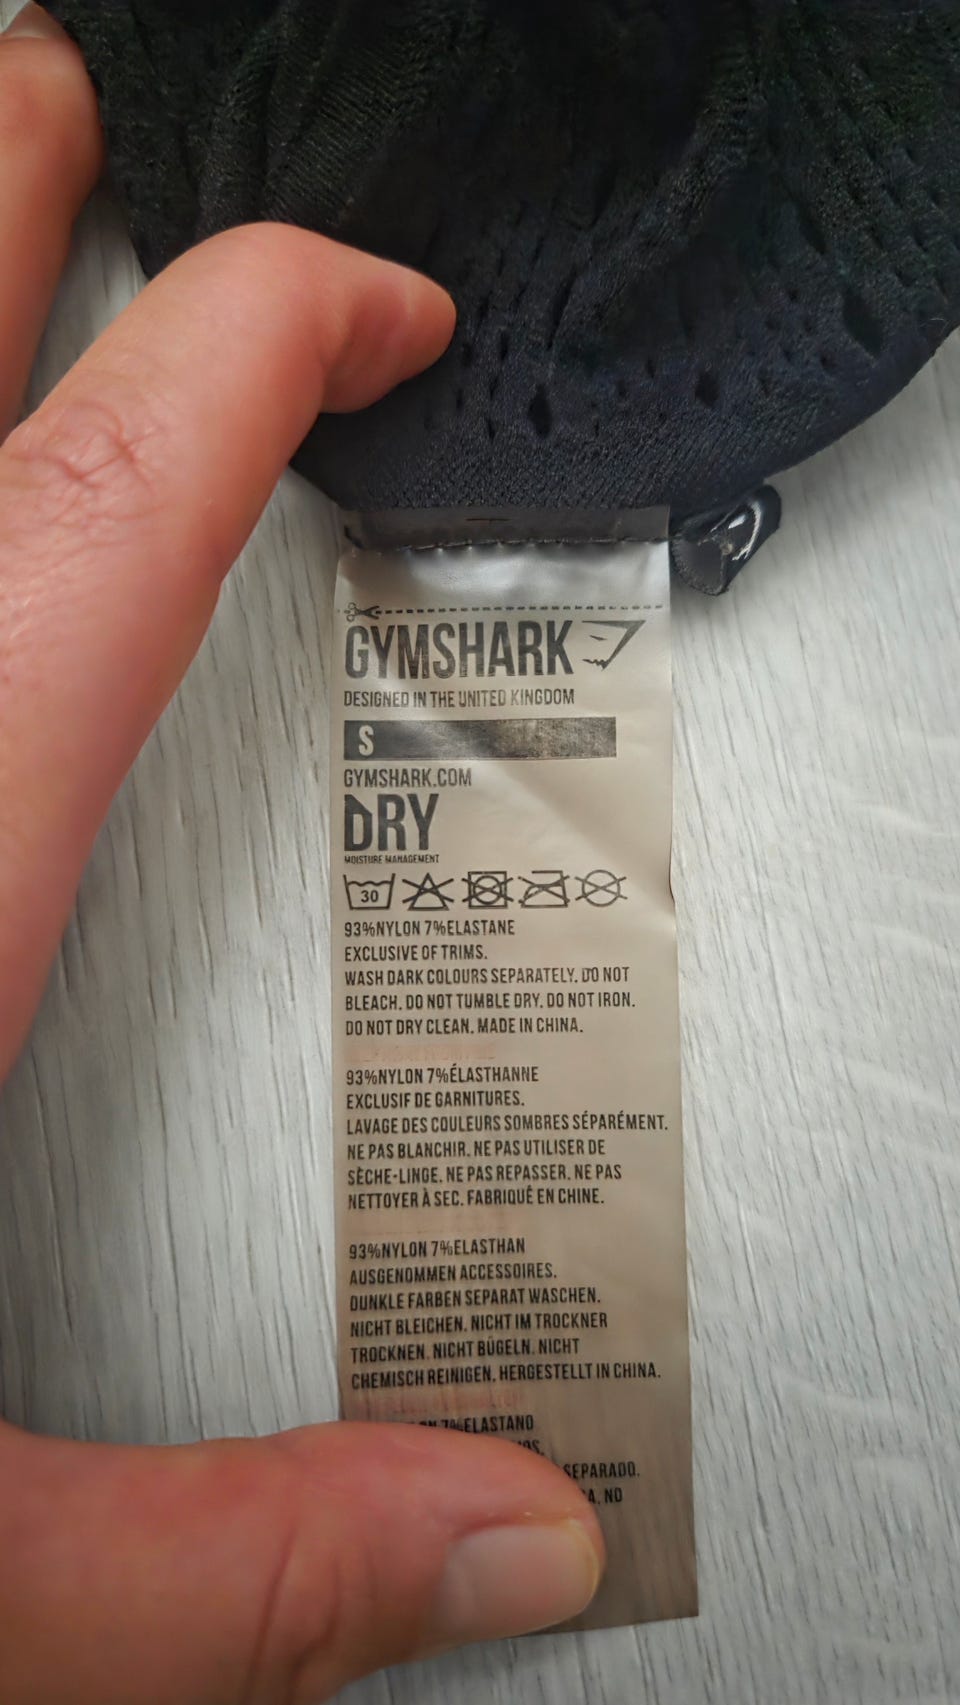 GYMSHARK
DESIGNED IN THE UNITED KINGDOM
S
GYMSHARK.COM
DRY
MOISTURE MANAGEMENT
30
93%NYLON 7%ELASTANE
EXCLUSIVE OF TRIMS.
WASH DARK COLOURS SEPARATELY. DO NOT
BLEACH. DO NOT TUMBLE DRY. DO NOT IRON.
DO NOT DRY CLEAN. MADE IN CHINA.
93%NYLON 7%ÉLASTHANNE
EXCLUSIF DE GARNITURES.
LAVAGE DES COULEURS SOMBRES SÉPARÉMENT.
NE PAS BLANCHIR. NE PAS UTILISER DE
SÈCHE-LINGE. NE PAS REPASSER. NE PAS
NETTOYER À SEC. FABRIQUÉ EN CHINE.
93%NYLON 7%ELASTHAN
AUSGENOMMEN ACCESSOIRES.
DUNKLE FARBEN SEPARAT WASCHEN.
NICHT BLEICHEN. NICHT IM TROCKNER
TROCKNEN. NICHT BÜGELN. NICHT
CHEMISCH REINIGEN. HERGESTELLT IN CHINA.
7%ELASTANO
SEPARADO.
NO